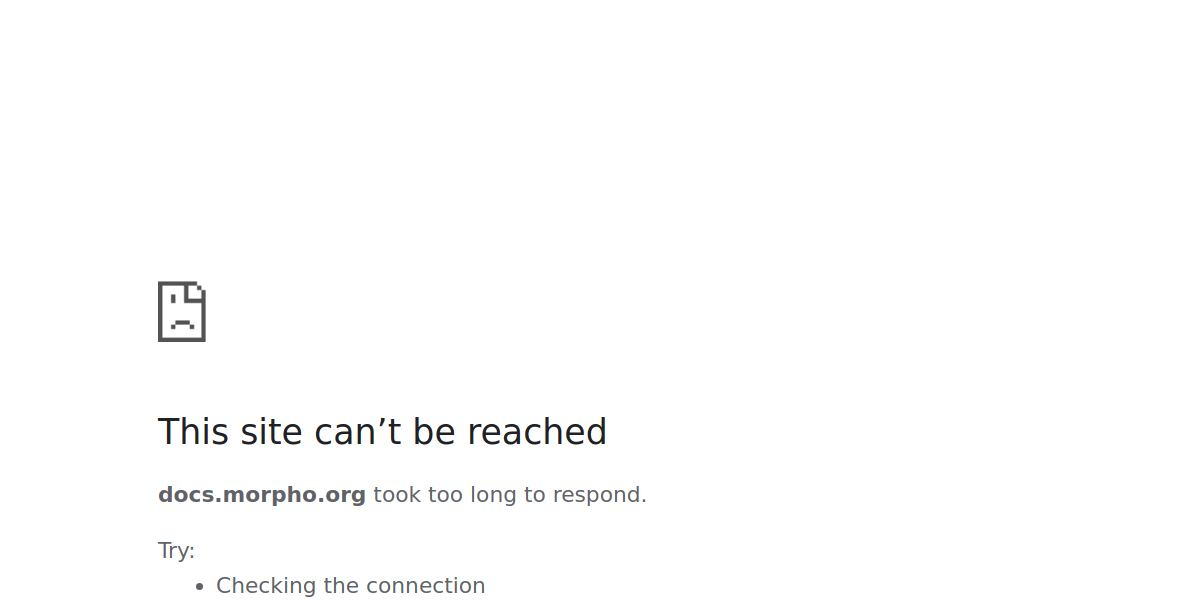 This site can’t be reached
docs.morpho.org took too long to respond.
Try:
• Checking the connection